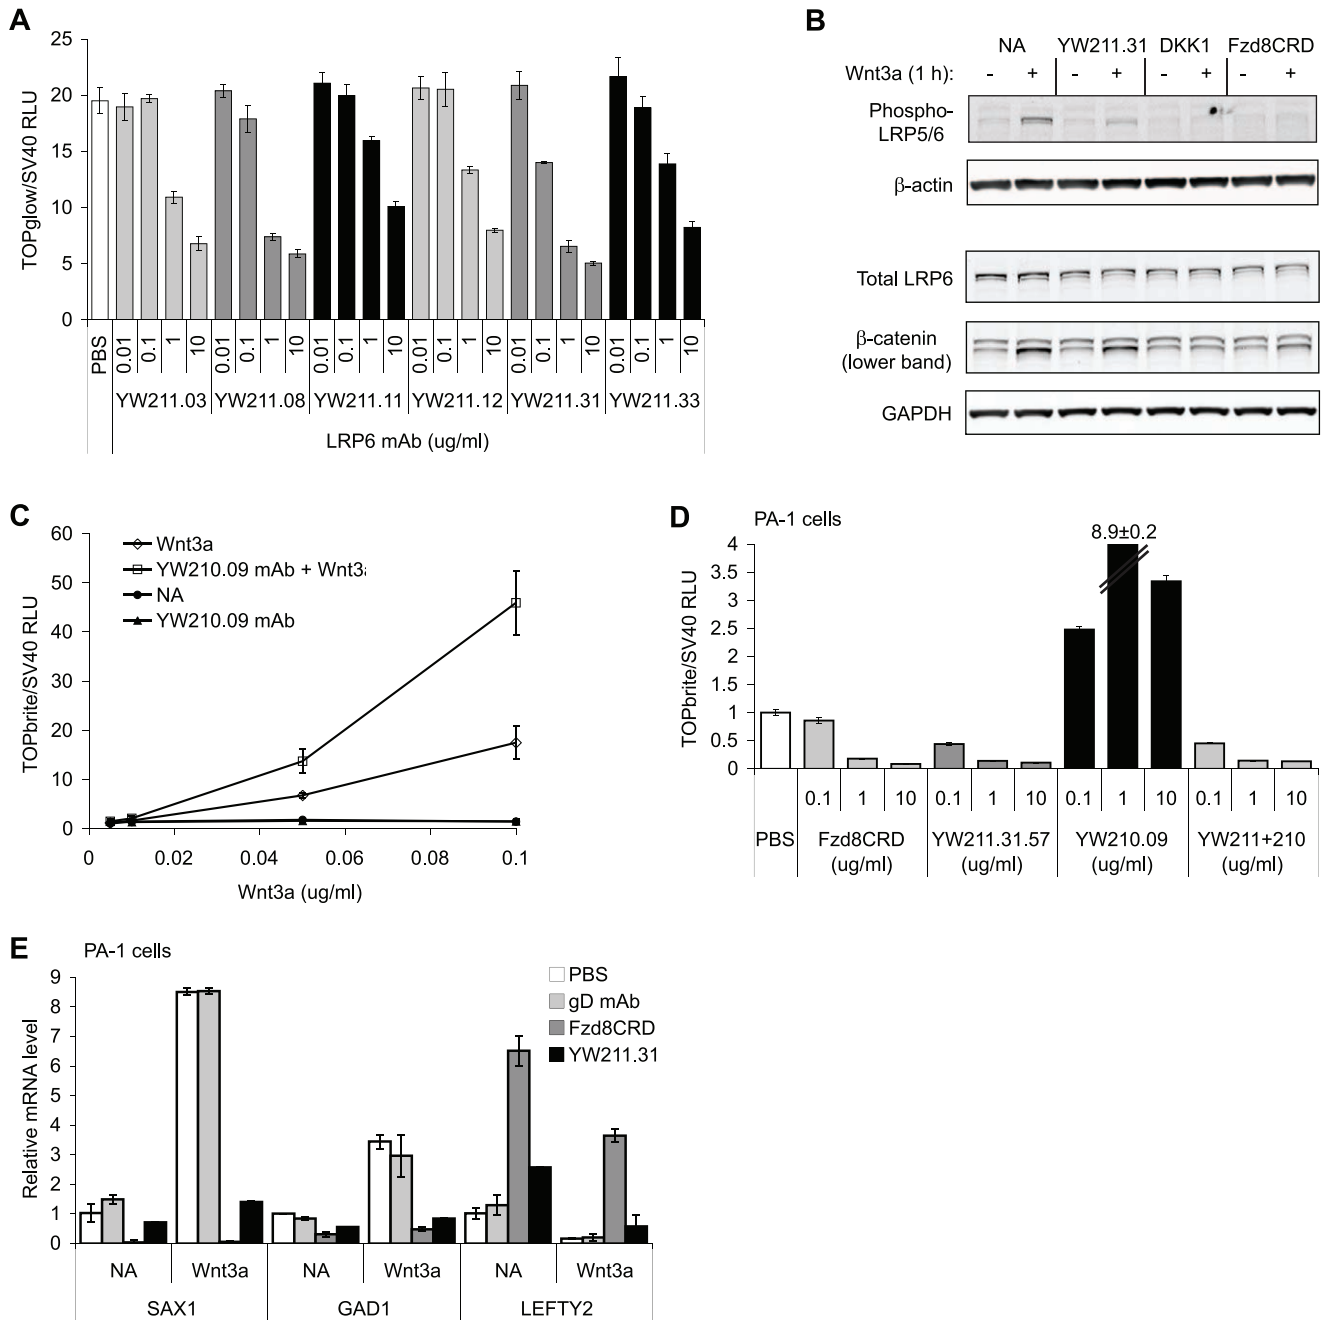 A
TOPglow/SV40 RLU
25
20
15
10
5
0
PBS
0.01 0.1 1 10 0.01 0.1 1 10 0.01 0.1 1 10 0.01 0.1 1 10 0.01 0.1 1 10 0.01 0.1 1 10
YW211.03 YW211.08 YW211.11 YW211.12 YW211.31 YW211.33
LRP6 mAb (ug/ml)
B
NA YW211.31 DKK1 Fzd8CRD
Wnt3a (1 h): - + - + - + - +
Phospho-
LRP5/6
β-actin
Total LRP6
β-catenin
(lower band)
GAPDH
C
TOPbrite/SV40 RLU
60
50
40
30
20
10
0
Wnt3a
YW210.09 mAb + Wnt3a
NA
YW210.09 mAb
0 0.02 0.04 0.06 0.08 0.1
Wnt3a (ug/ml)
D
PA-1 cells
TOPbrite/SV40 RLU
8.9±0.2
4
3.5
3
2.5
2
1.5
1
0.5
0
0.1 1 10 0.1 1 10 0.1 1 10 0.1 1 10
PBS Fzd8CRD YW211.31.57 YW210.09 YW211+210
(ug/ml) (ug/ml) (ug/ml) (ug/ml)
E
PA-1 cells
Relative mRNA level
9
8
7
6
5
4
3
2
1
0
PBS
gD mAb
Fzd8CRD
YW211.31
NA Wnt3a NA Wnt3a NA Wnt3a
SAX1 GAD1 LEFTY2